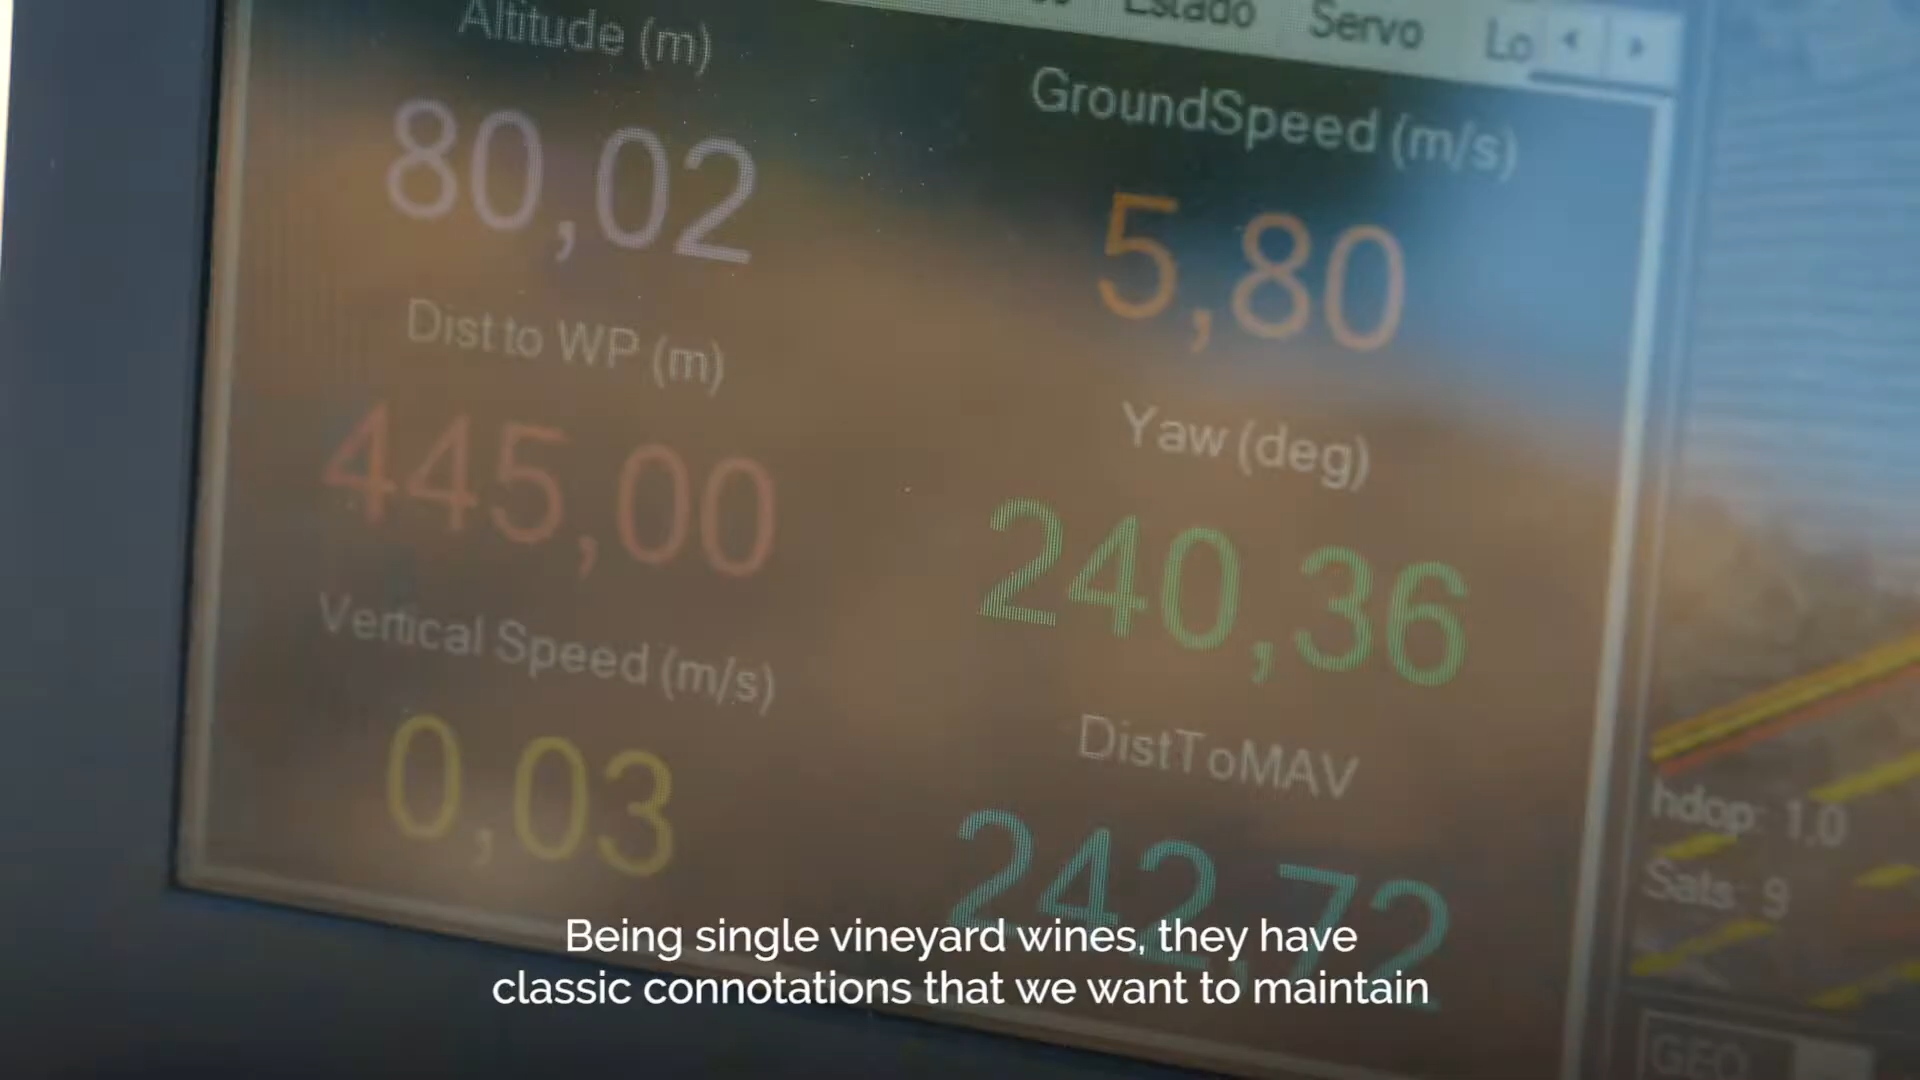 Estado Servo Lo
Altitude (m)
80,02
GroundSpeed (m/s)
5,80
Dist to WP (m)
445,00
Yaw (deg)
240,36
Vertical Speed (m/s)
0,03
DistToMAV
242,72
hdop: 1.0
Sats: 9
GEO
Being single vineyard wines, they have
classic connotations that we want to maintain